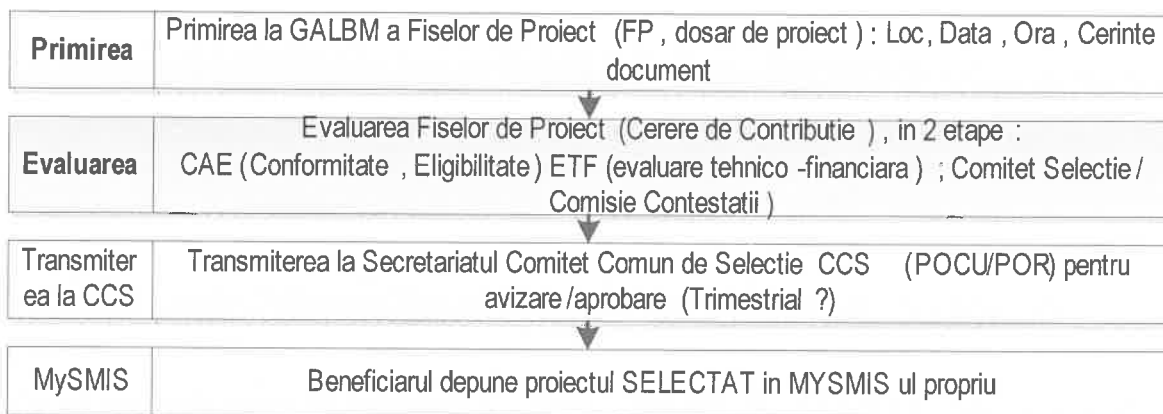 Primirea
Primirea la GALBM a Fiselor de Proiect (FP , dosar de proiect ) : Loc, Data , Ora , Cerinte
document
Evaluarea
Evaluarea Fiselor de Proiect (Cerere de Contributie ) , in 2 etape :
CAE (Conformitate , Eligibilitate) ETF (evaluare tehnico -financiara ) ; Comitet Selectie /
Comisie Contestatii )
Transmiter
ea la CCS
Transmiterea la Secretariatul Comitet Comun de Selectie CCS (POCU/POR) pentru
avizare /aprobare (Trimestrial ?)
MySMIS
Beneficiarul depune proiectul SELECTAT in MYSMIS ul propriu